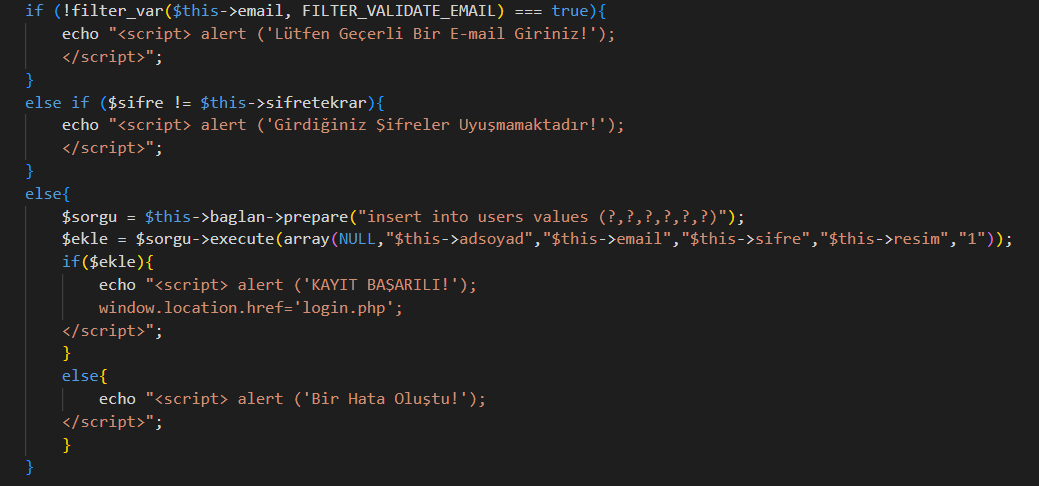 if (!filter_var($this->email, FILTER_VALIDATE_EMAIL) === true){
    echo "<script> alert ('Lütfen Geçerli Bir E-mail Giriniz!');
    </script>";
}
else if ($sifre != $this->sifretekrar){
    echo "<script> alert ('Girdiğiniz Şifreler Uyuşmamaktadır!');
    </script>";
}
else{
    $sorgu = $this->baglan->prepare("insert into users values (?,?,?,?,?,?)");
    $ekle = $sorgu->execute(array(NULL,"$this->adsoyad","$this->email","$this->sifre","$this->resim","1"));
    if($ekle){
        echo "<script> alert ('KAYIT BAŞARILI!');
        window.location.href='login.php';
    </script>";
    }
    else{
        echo "<script> alert ('Bir Hata Oluştu!');
    </script>";
    }
}